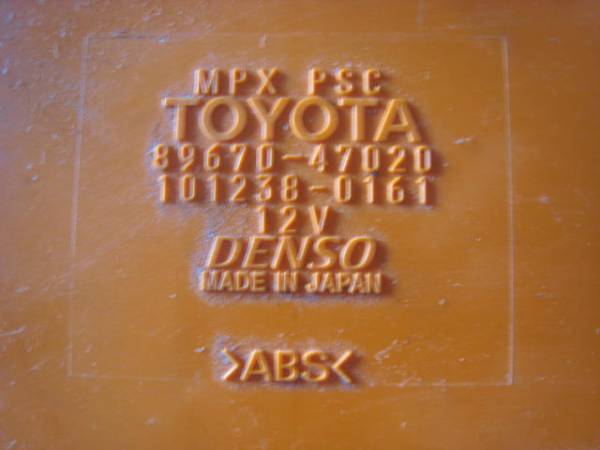 MPX PSC
TOYOTA
89670-47020
101238-0161
12V
DENSO
MADE IN JAPAN
>ABS<